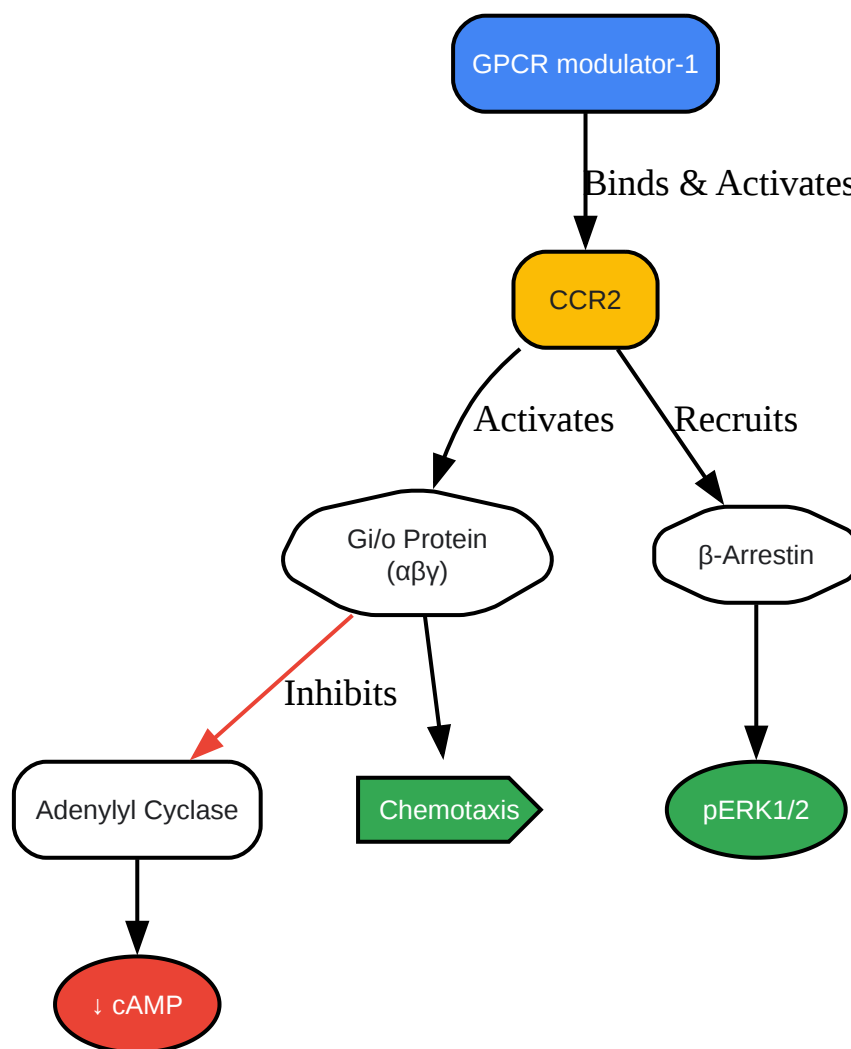 GPCR modulator-1
Binds & Activates
CCR2
Activates
Recruits
Gi/o Protein
(αβγ)
β-Arrestin
Inhibits
Adenylyl Cyclase
Chemotaxis
pERK1/2
↓ cAMP